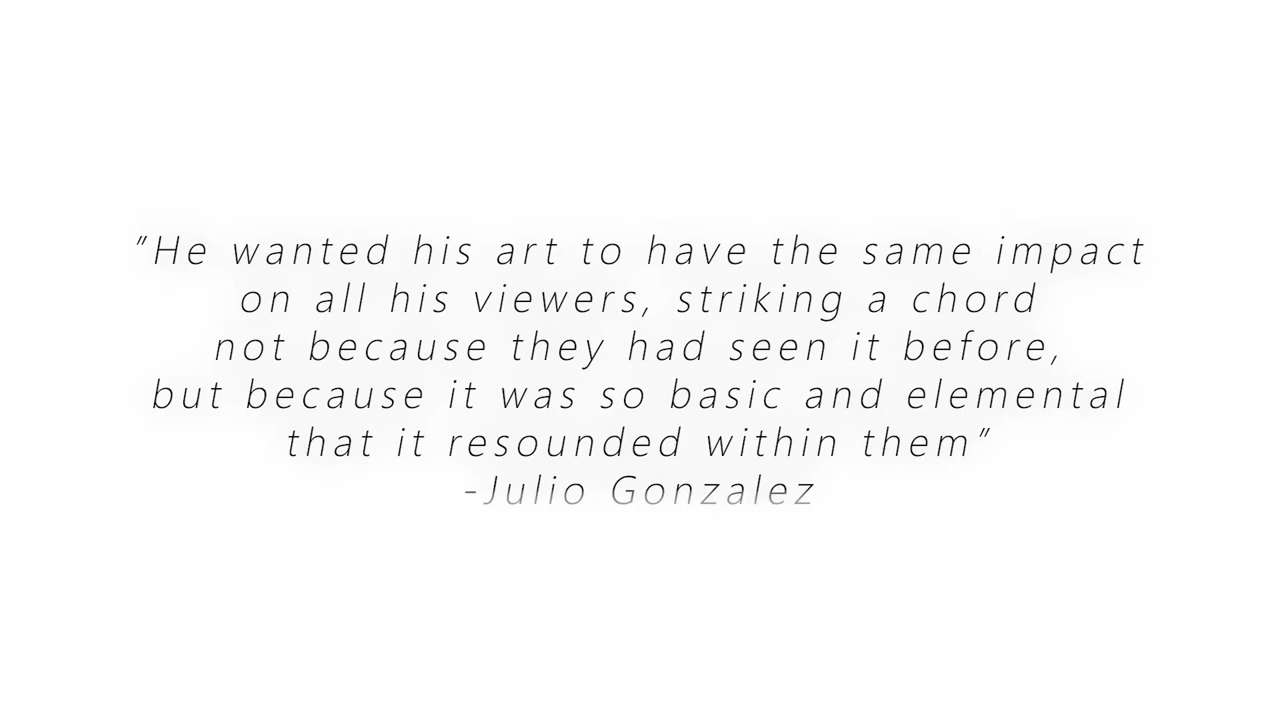 "He wanted his art to have the same impact
on all his viewers, striking a chord
not because they had seen it before,
but because it was so basic and elemental
that it resounded within them"
-Julio Gonzalez